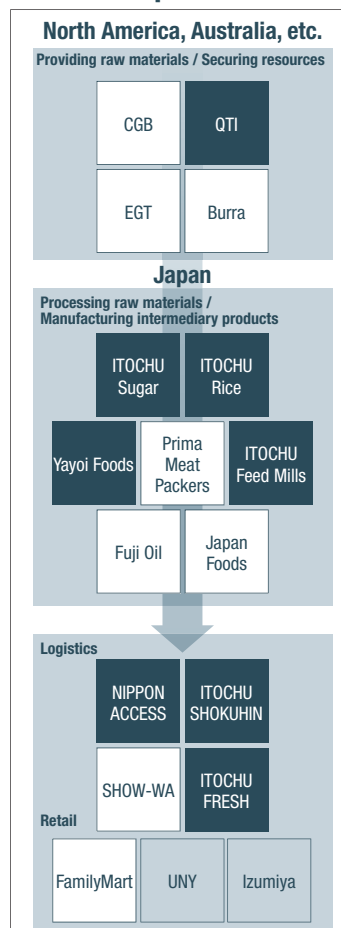 North America, Australia, etc.
Providing raw materials / Securing resources
CGB
QTI
EGT
Burra
Japan
Processing raw materials /
Manufacturing intermediary products
ITOCHU
Sugar
ITOCHU
Rice
Yayoi Foods
Prima
Meat
Packers
ITOCHU
Feed Mills
Fuji Oil
Japan
Foods
Logistics
NIPPON
ACCESS
ITOCHU
SHOKUHIN
SHOW-WA
ITOCHU
FRESH
Retail
FamilyMart
UNY
Izumiya